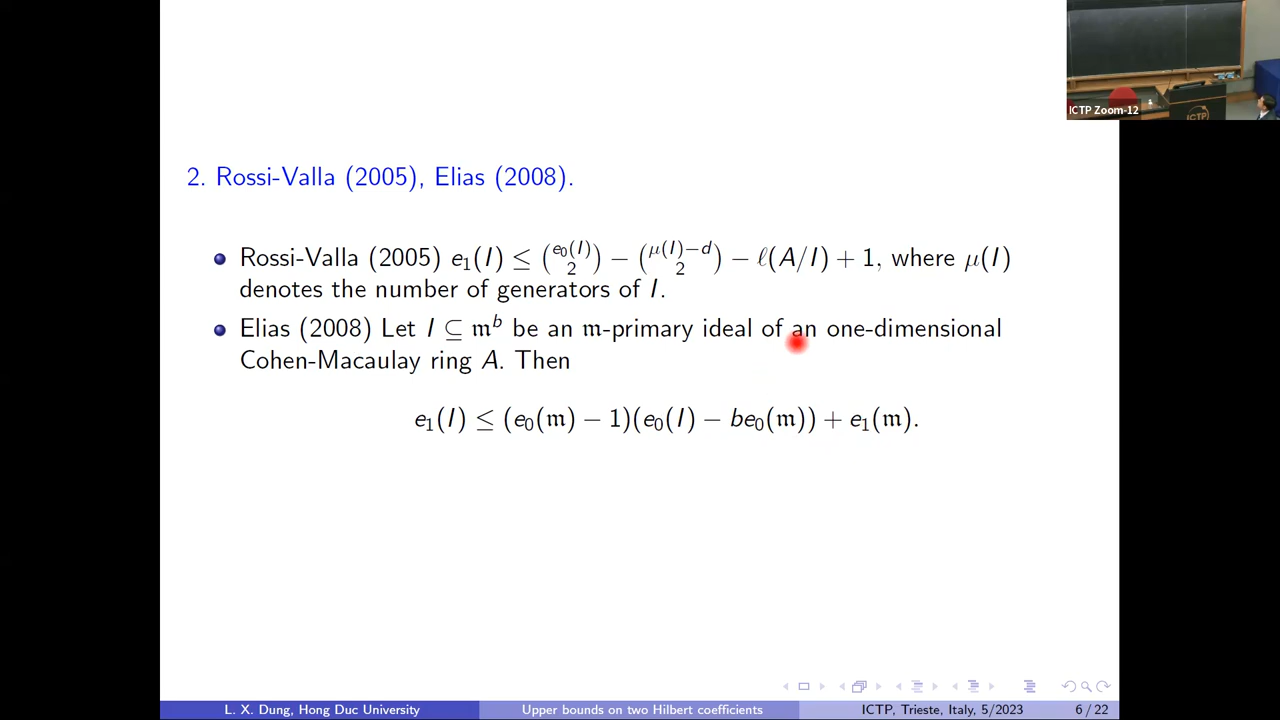 ICTP Zoom-12
ICTP
2. Rossi-Valla (2005), Elias (2008).
Rossi-Valla (2005) e₁(I) ≤ (e₀(I) 2) − (μ(I)−d 2) − ℓ(A/I) + 1, where μ(I)
denotes the number of generators of I.
Elias (2008) Let I ⊆ 𝔪ᵇ be an 𝔪-primary ideal of an one-dimensional
Cohen-Macaulay ring A. Then
e₁(I) ≤ (e₀(𝔪) − 1)(e₀(I) − be₀(𝔪)) + e₁(𝔪).
L. X. Dung, Hong Duc University Upper bounds on two Hilbert coefficients ICTP, Trieste, Italy, 5/2023 6 / 22